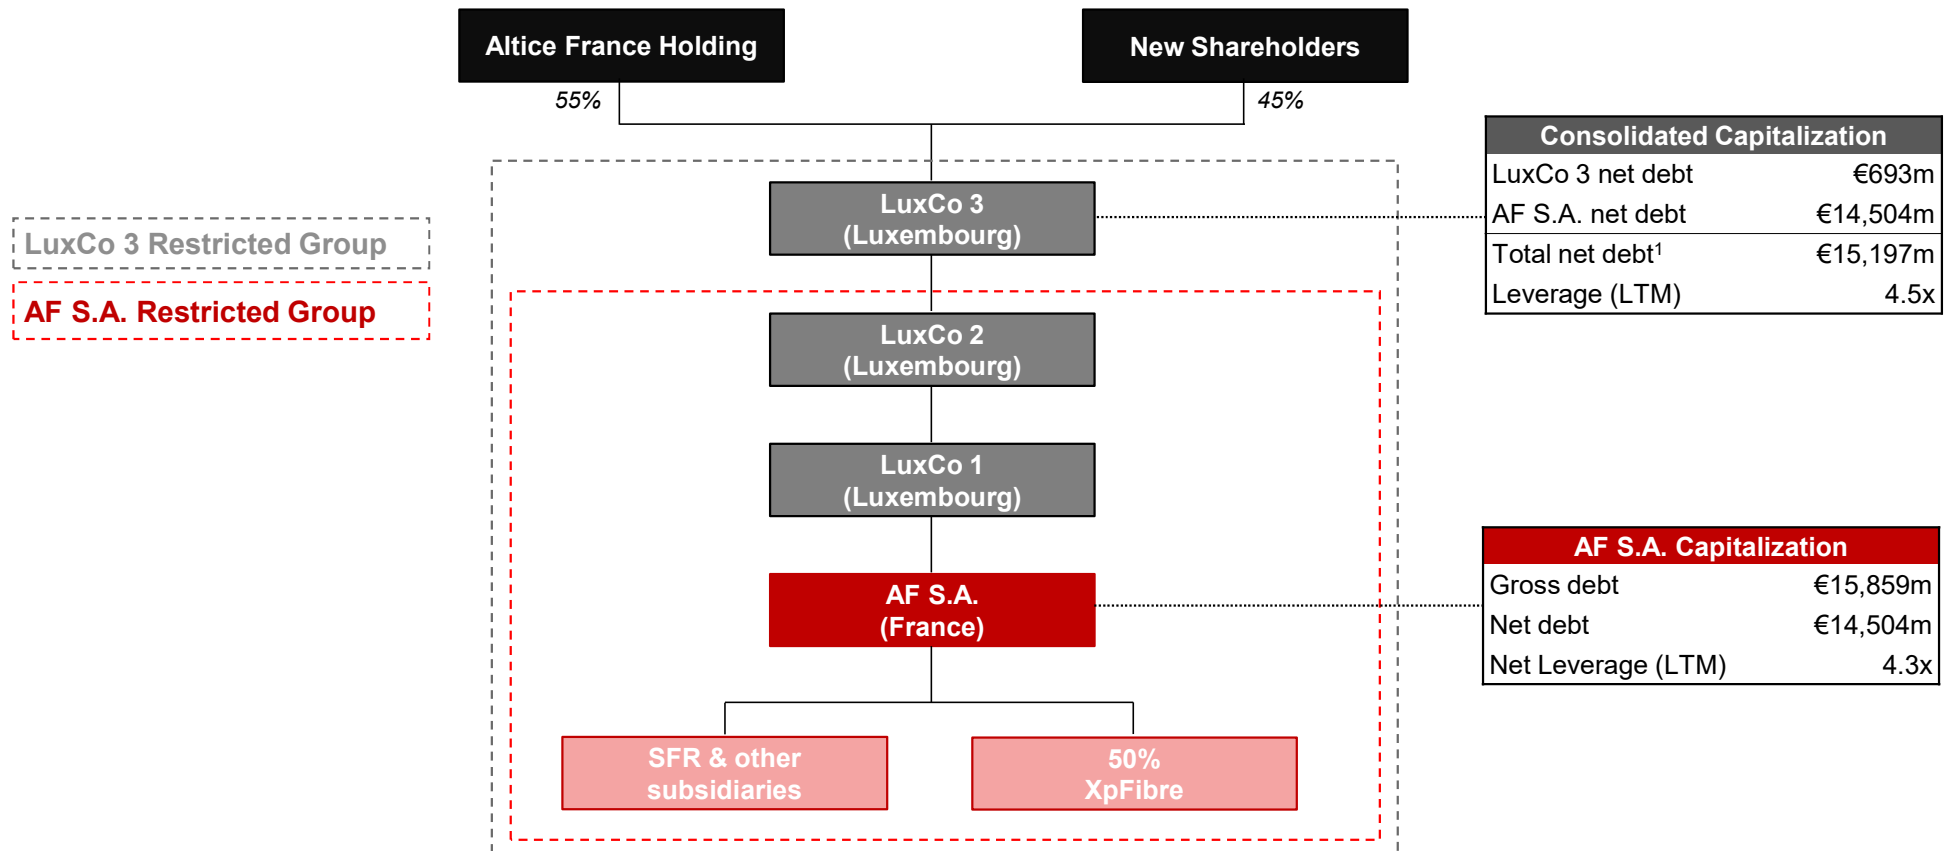 Altice France Holding
New Shareholders
55%
45%
LuxCo 3 Restricted Group
AF S.A. Restricted Group
LuxCo 3
(Luxembourg)
LuxCo 2
(Luxembourg)
LuxCo 1
(Luxembourg)
AF S.A.
(France)
SFR & other
subsidiaries
50%
XpFibre
Consolidated Capitalization
LuxCo 3 net debt €693m
AF S.A. net debt €14,504m
Total net debt¹ €15,197m
Leverage (LTM) 4.5x
AF S.A. Capitalization
Gross debt €15,859m
Net debt €14,504m
Net Leverage (LTM) 4.3x